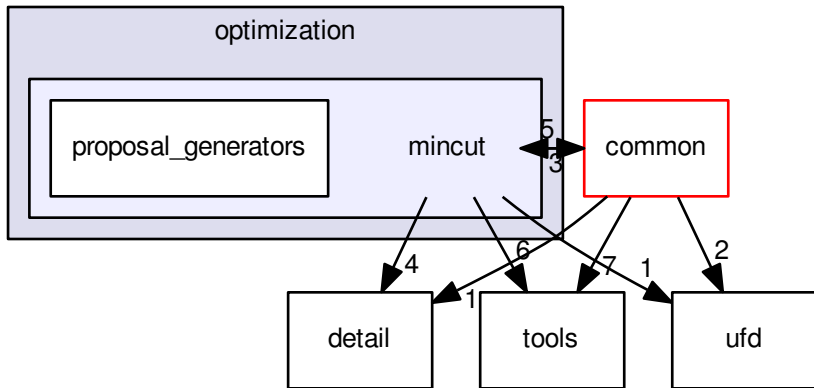 optimization
proposal_generators
mincut
5
3
common
4
6
1
7
1
2
detail
tools
ufd